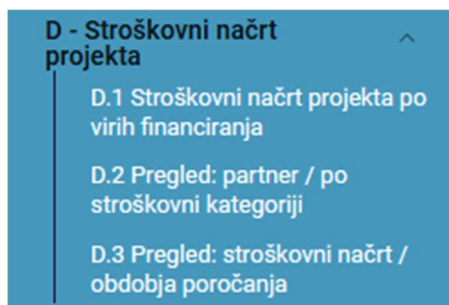 D - Stroškovni načrt
projekta
D.1 Stroškovni načrt projekta po
virih financiranja
D.2 Pregled: partner / po
stroškovni kategoriji
D.3 Pregled: stroškovni načrt /
obdobja poročanja